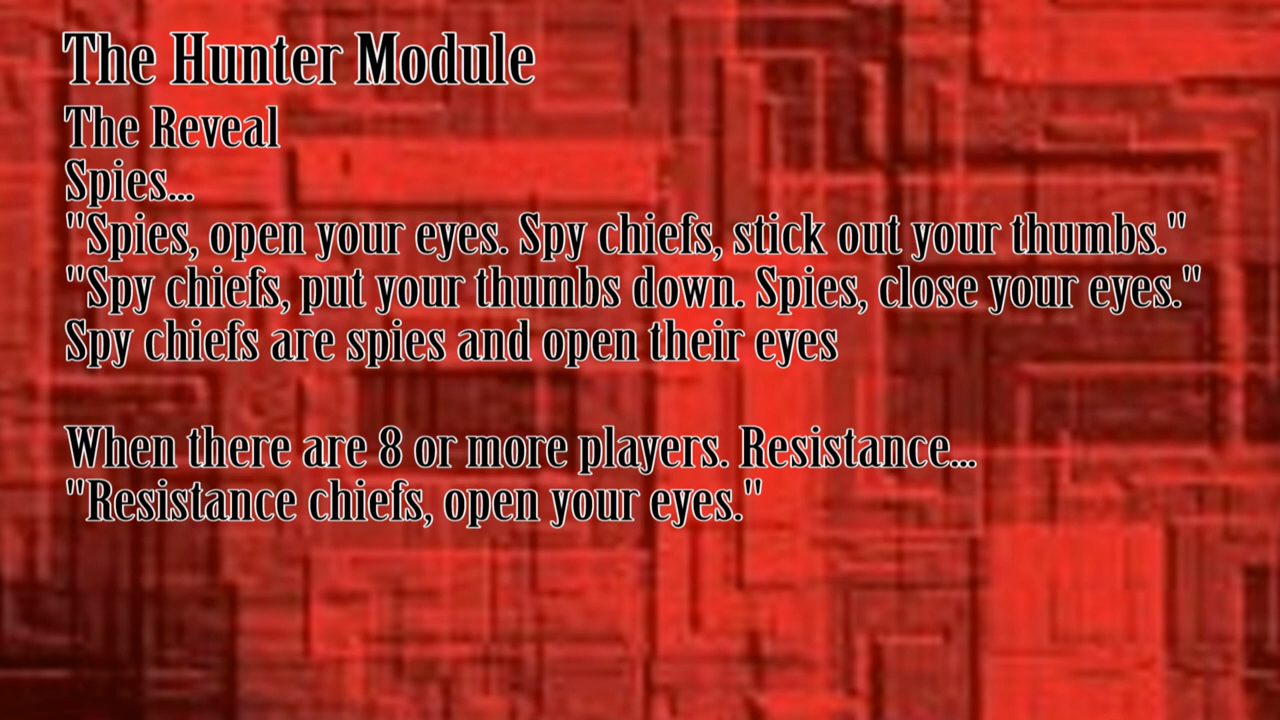 The Hunter Module
The Reveal
Spies...
"Spies, open your eyes. Spy chiefs, stick out your thumbs."
"Spy chiefs, put your thumbs down. Spies, close your eyes."
Spy chiefs are spies and open their eyes
When there are 8 or more players. Resistance...
"Resistance chiefs, open your eyes."